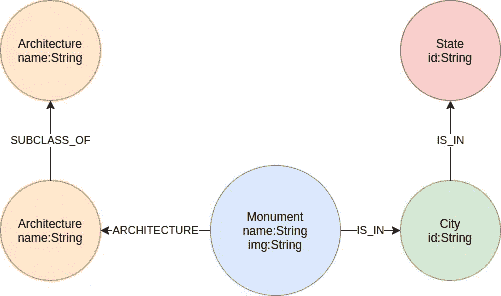 Architecture
name:String
State
id:String
SUBCLASS_OF
IS_IN
Architecture
name:String
ARCHITECTURE
Monument
name:String
img:String
IS_IN
City
id:String